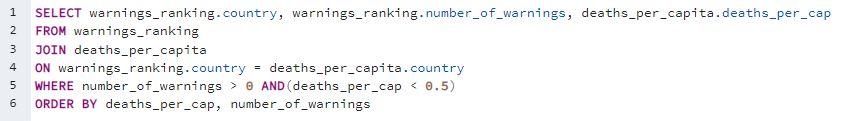 1 SELECT warnings_ranking.country, warnings_ranking.number_of_warnings, deaths_per_capita.deaths_per_cap
2 FROM warnings_ranking
3 JOIN deaths_per_capita
4 ON warnings_ranking.country = deaths_per_capita.country
5 WHERE number_of_warnings > 0 AND(deaths_per_cap < 0.5)
6 ORDER BY deaths_per_cap, number_of_warnings